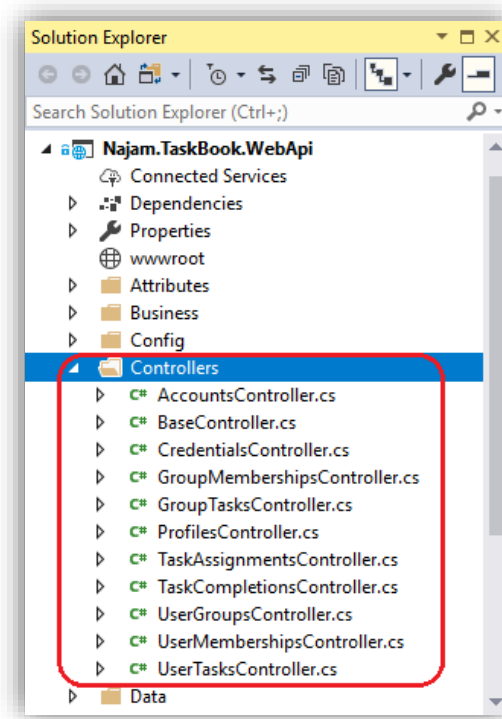 Solution Explorer
Search Solution Explorer (Ctrl+;)
Najam.TaskBook.WebApi
Connected Services
Dependencies
Properties
wwwroot
Attributes
Business
Config
Controllers
C# AccountsController.cs
C# BaseController.cs
C# CredentialsController.cs
C# GroupMembershipsController.cs
C# GroupTasksController.cs
C# ProfilesController.cs
C# TaskAssignmentsController.cs
C# TaskCompletionsController.cs
C# UserGroupsController.cs
C# UserMembershipsController.cs
C# UserTasksController.cs
Data